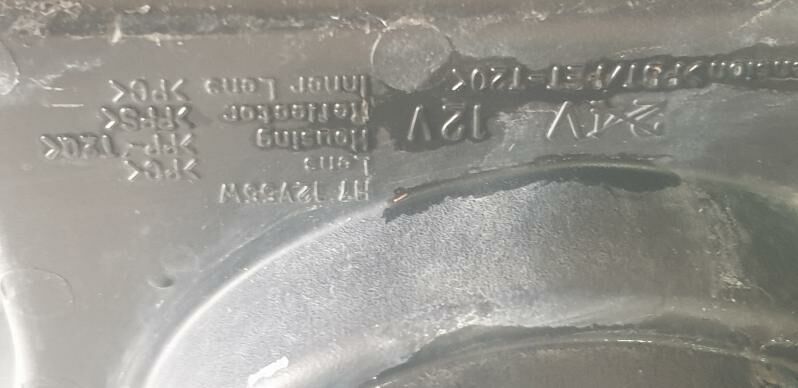 H7 12V55W
Lens >PC<
Housing >PP-T20<
24V 12V
Reflector >PPS<
Inner Lens >PC<
>PBT/PET-T20<